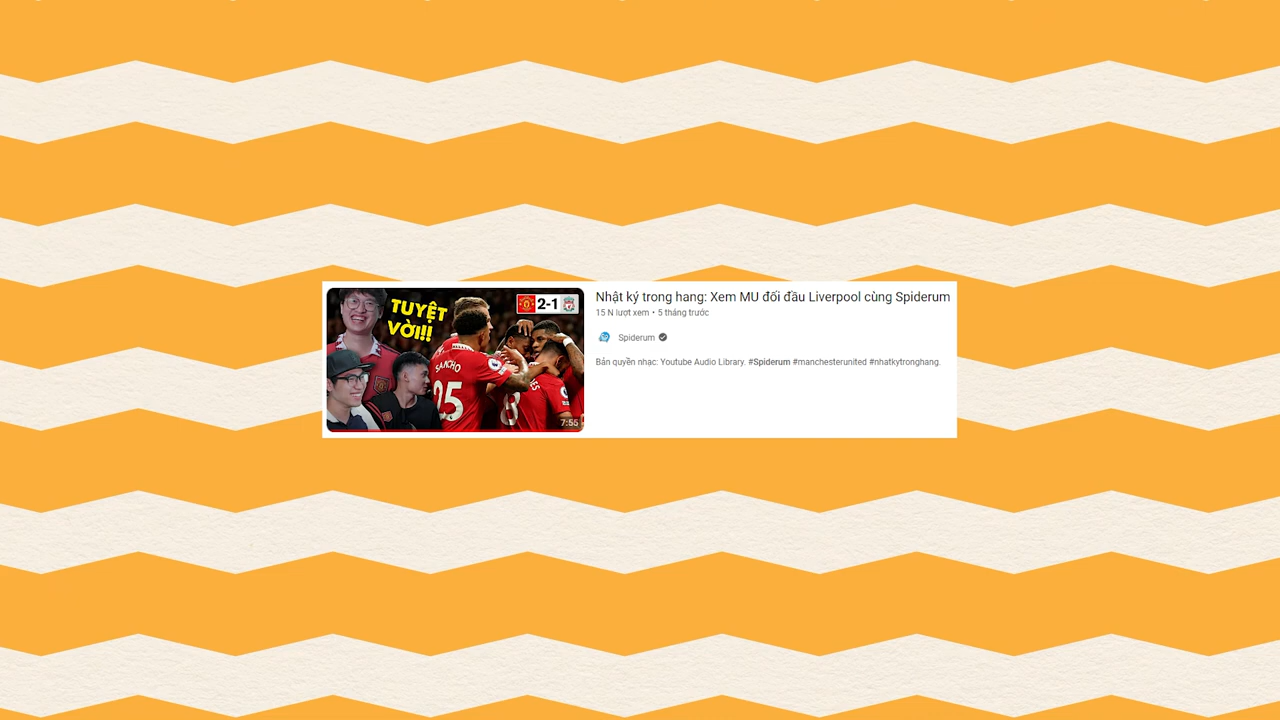 TUYỆT
VỜI!!
2-1
SANCHO
25
8
7:55
Nhật ký trong hang: Xem MU đối đầu Liverpool cùng Spiderum
15 N lượt xem • 5 tháng trước
Spiderum
Bản quyền nhạc: Youtube Audio Library. #Spiderum #manchesterunited #nhatkytronghang.